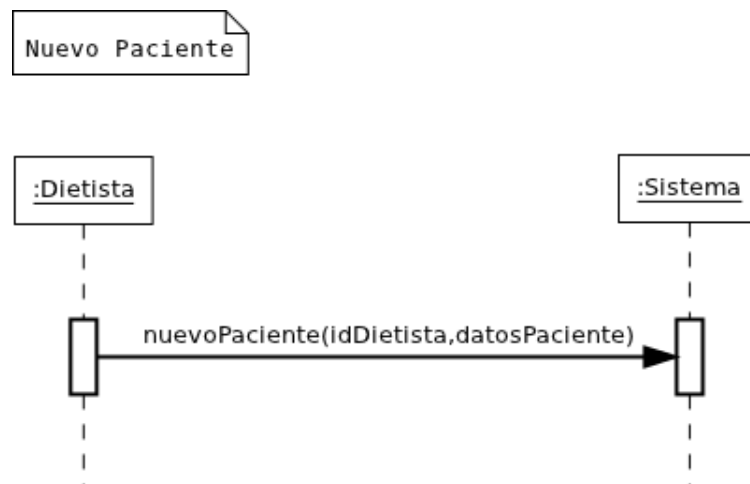 Nuevo Paciente
:Dietista
:Sistema
nuevoPaciente(idDietista,datosPaciente)